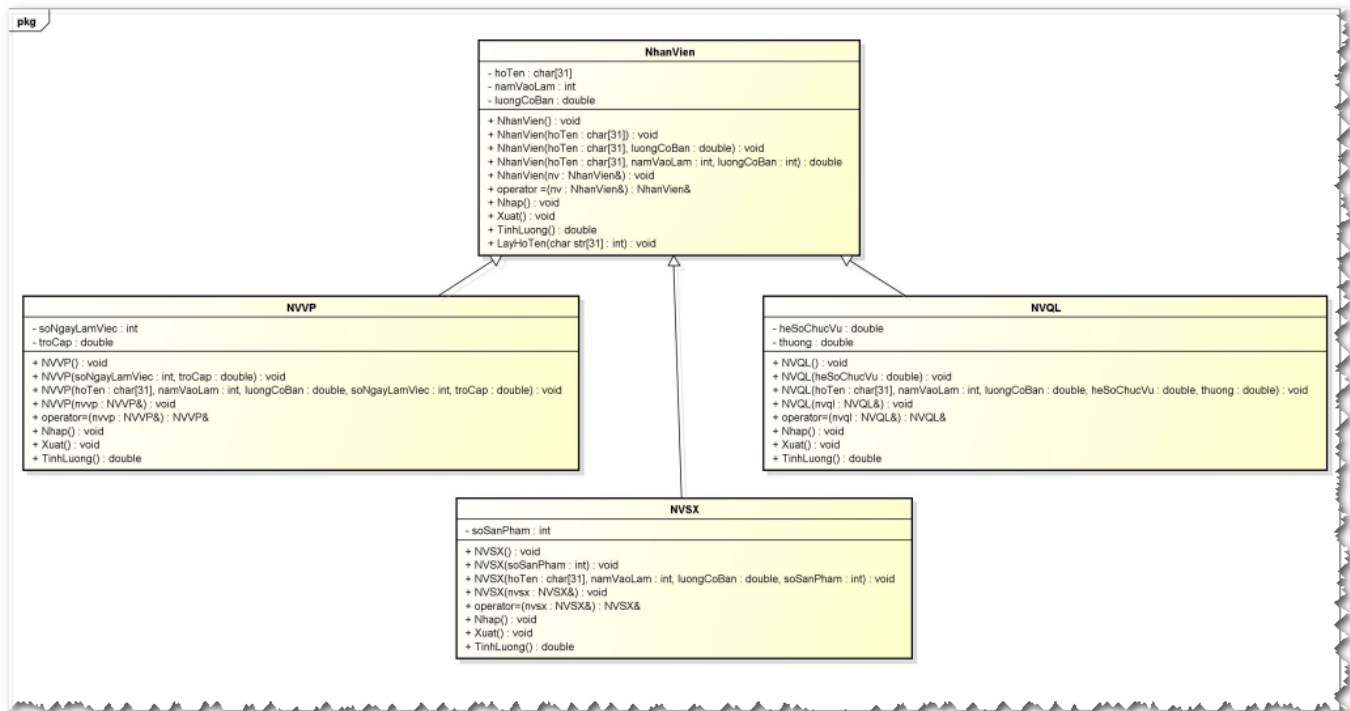 pkg
NhanVien
- hoTen : char[31]
- namVaoLam : int
- luongCoBan : double
+ NhanVien() : void
+ NhanVien(hoTen : char[31]) : void
+ NhanVien(hoTen : char[31], luongCoBan : double) : void
+ NhanVien(hoTen : char[31], namVaoLam : int, luongCoBan : int) : double
+ NhanVien(nv : NhanVien&) : void
+ operator =(nv : NhanVien&) : NhanVien&
+ Nhap() : void
+ Xuat() : void
+ TinhLuong() : double
+ LayHoTen(char str[31] : int) : void
NVVP
- soNgayLamViec : int
- troCap : double
+ NVVP() : void
+ NVVP(soNgayLamViec : int, troCap : double) : void
+ NVVP(hoTen : char[31], namVaoLam : int, luongCoBan : double, soNgayLamViec : int, troCap : double) : void
+ NVVP(nvvp : NVVP&) : void
+ operator=(nvvp : NVVP&) : NVVP&
+ Nhap() : void
+ Xuat() : void
+ TinhLuong() : double
NVQL
- heSoChucVu : double
- thuong : double
+ NVQL() : void
+ NVQL(heSoChucVu : double) : void
+ NVQL(hoTen : char[31], namVaoLam : int, luongCoBan : double, heSoChucVu : double, thuong : double) : void
+ NVQL(nvql : NVQL&) : void
+ operator=(nvql : NVQL&) : NVQL&
+ Nhap() : void
+ Xuat() : void
+ TinhLuong() : double
NVSX
- soSanPham : int
+ NVSX() : void
+ NVSX(soSanPham : int) : void
+ NVSX(hoTen : char[31], namVaoLam : int, luongCoBan : double, soSanPham : int) : void
+ NVSX(nvsx : NVSX&) : void
+ operator=(nvsx : NVSX&) : NVSX&
+ Nhap() : void
+ Xuat() : void
+ TinhLuong() : double